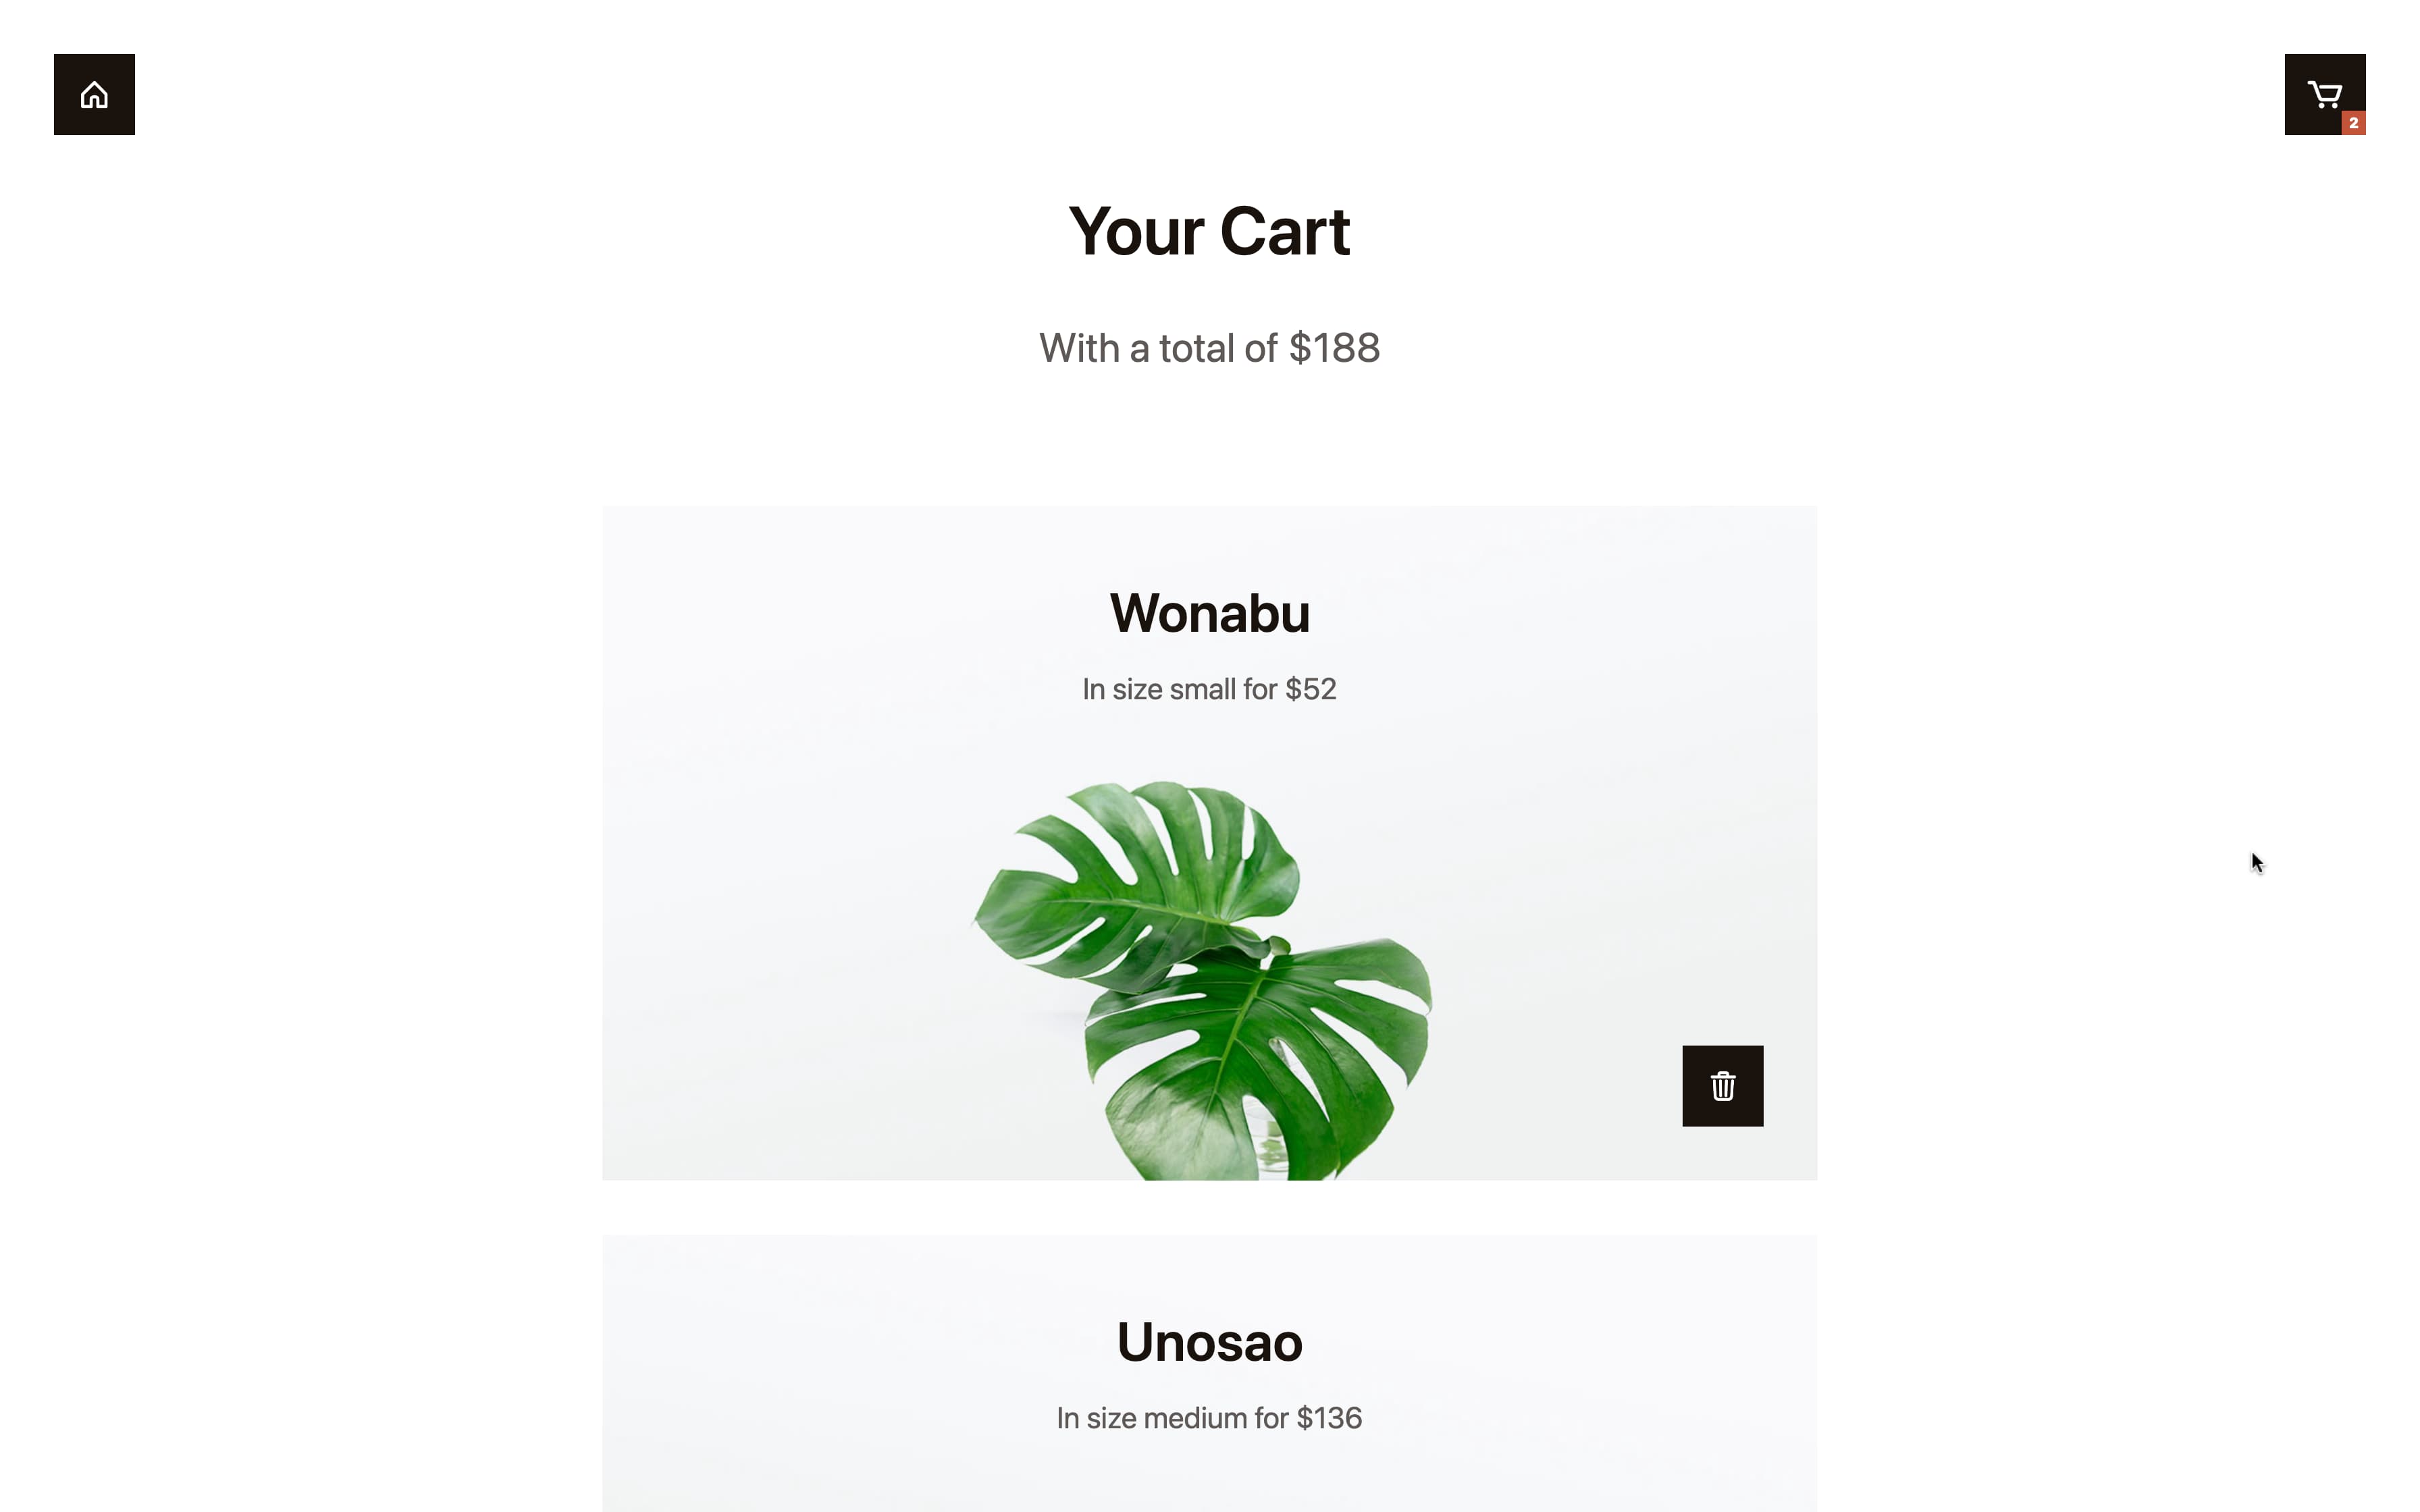 2
Your Cart
With a total of $188
Wonabu
In size small for $52
Unosao
In size medium for $136